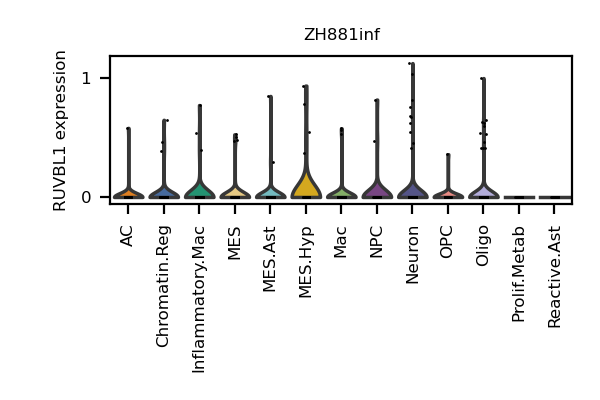 ZH881inf
RUVBL1 expression
1
0
AC
Chromatin.Reg
Inflammatory.Mac
MES
MES.Ast
MES.Hyp
Mac
NPC
Neuron
OPC
Oligo
Prolif.Metab
Reactive.Ast